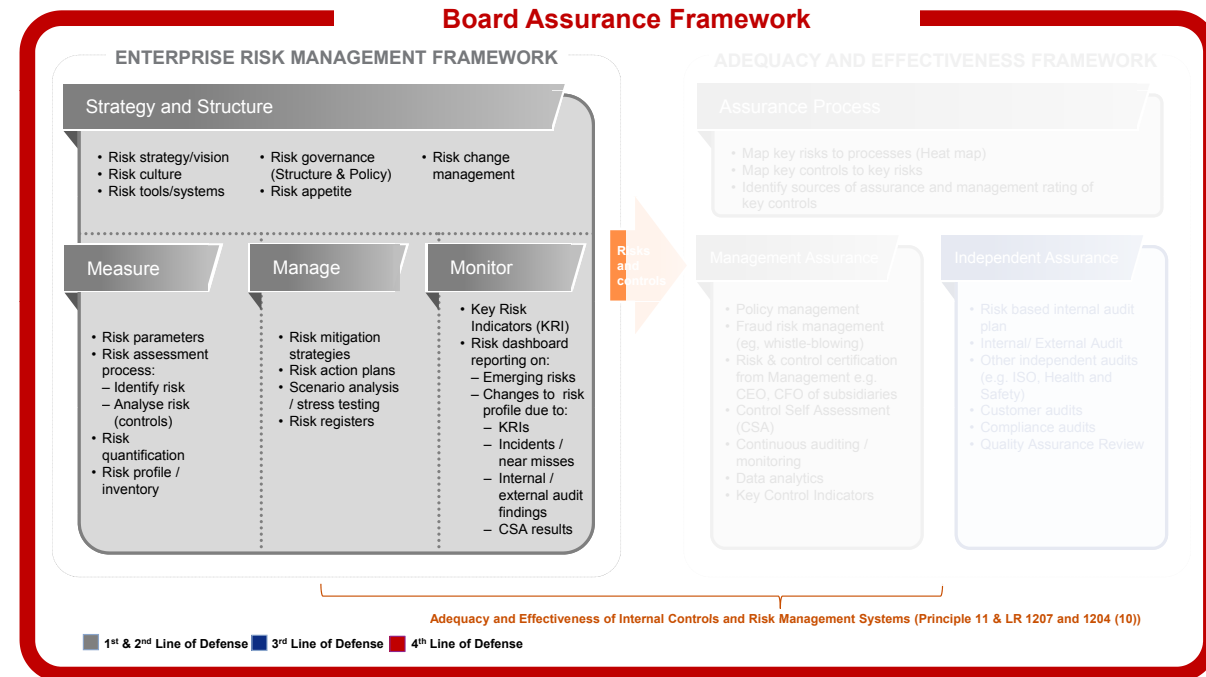 Board Assurance Framework
ENTERPRISE RISK MANAGEMENT FRAMEWORK
Strategy and Structure
• Risk strategy/vision
• Risk culture
• Risk tools/systems
• Risk governance
(Structure & Policy)
• Risk appetite
• Risk change
management
Measure
• Risk parameters
• Risk assessment
process:
– Identify risk
– Analyse risk
(controls)
• Risk
quantification
• Risk profile /
inventory
Manage
• Risk mitigation
strategies
• Risk action plans
• Scenario analysis
/ stress testing
• Risk registers
Monitor
• Key Risk
Indicators (KRI)
• Risk dashboard
reporting on:
– Emerging risks
– Changes to risk
profile due to:
– KRIs
– Incidents /
near misses
– Internal /
external audit
findings
– CSA results
Risks
and
controls
ADEQUACY AND EFFECTIVENESS FRAMEWORK
Assurance Process
• Map key risks to processes (Heat map)
• Map key controls to key risks
• Identify sources of assurance and management rating of
key controls
Management Assurance
• Policy management
• Fraud risk management
(eg, whistle-blowing)
• Risk & control certification
from Management e.g.
CEO, CFO of subsidiaries
• Control Self Assessment
(CSA)
• Continuous auditing /
monitoring
• Data analytics
• Key Control Indicators
Independent Assurance
• Risk based internal audit
plan
• Internal/ External Audit
• Other independent audits
(e.g. ISO, Health and
Safety)
• Customer audits
• Compliance audits
• Quality Assurance Review
Adequacy and Effectiveness of Internal Controls and Risk Management Systems (Principle 11 & LR 1207 and 1204 (10))
1st & 2nd Line of Defense 3rd Line of Defense 4th Line of Defense